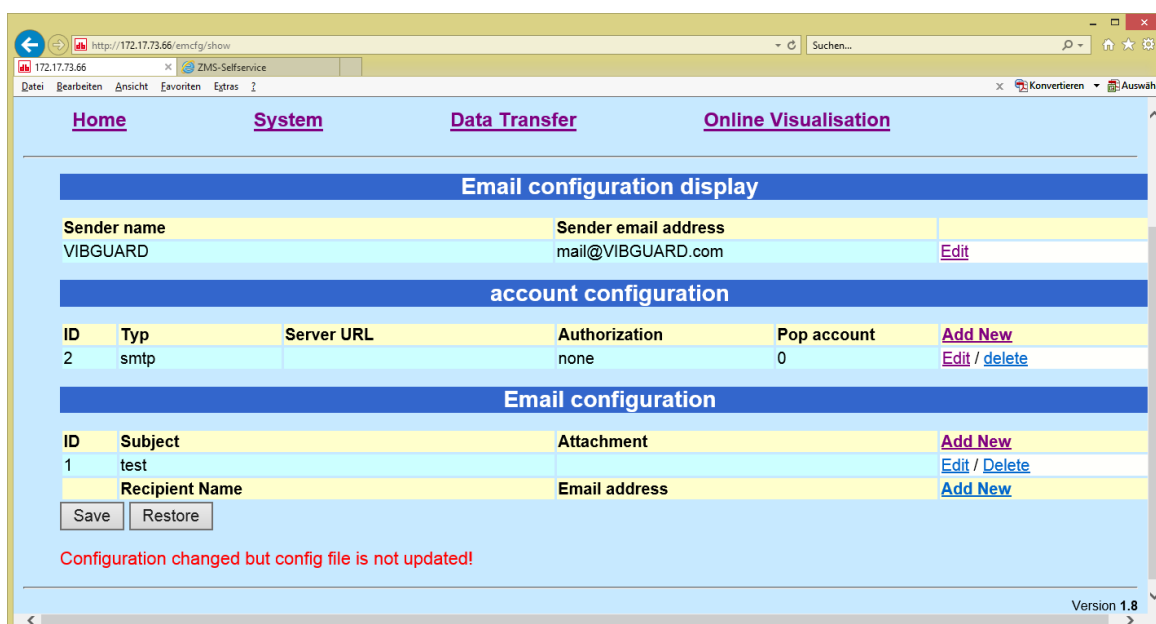 http://172.17.73.66/emcfg/show
Suchen...
172.17.73.66
ZMS-Selfservice
Datei Bearbeiten Ansicht Favoriten Extras ?
x Konvertieren Auswäh
Home System Data Transfer Online Visualisation
Email configuration display
Sender name Sender email address
VIBGUARD mail@VIBGUARD.com Edit
account configuration
ID Typ Server URL Authorization Pop account Add New
2 smtp none 0 Edit / delete
Email configuration
ID Subject Attachment Add New
1 test Edit / Delete
Recipient Name Email address Add New
Save Restore
Configuration changed but config file is not updated!
Version 1.8